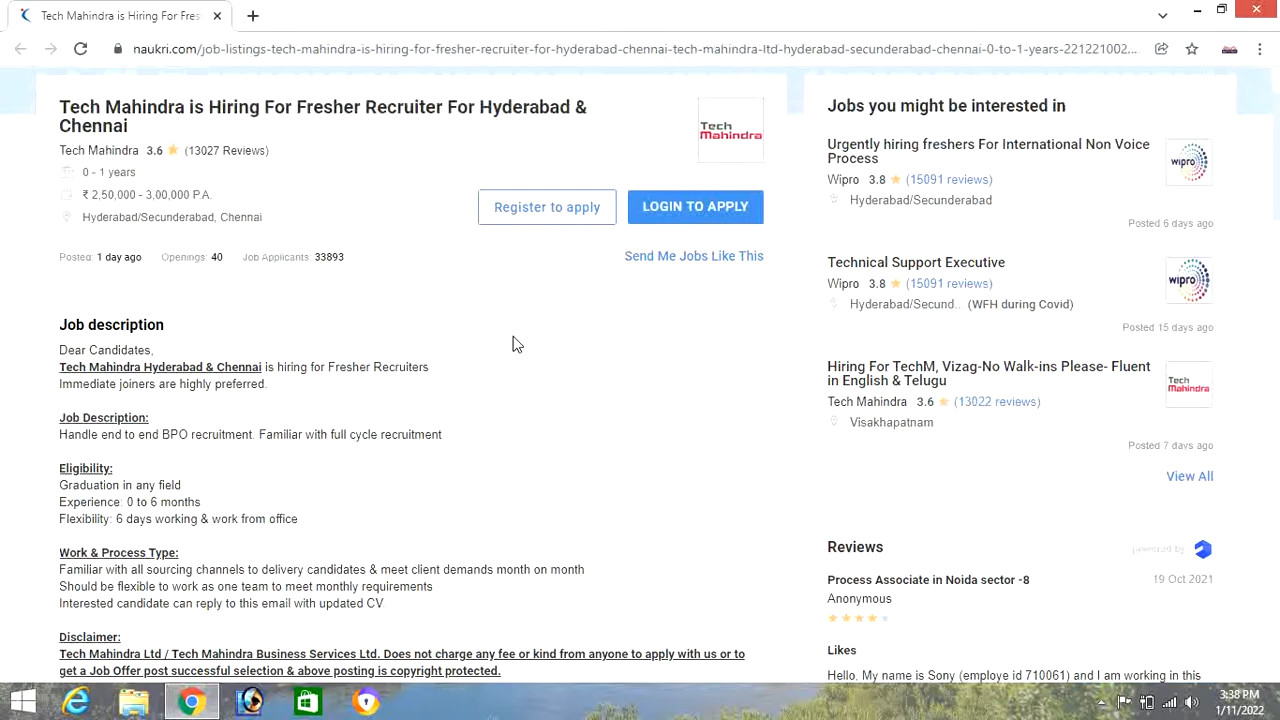 Tech Mahindra is Hiring For Fres
naukri.com/job-listings-tech-mahindra-is-hiring-for-fresher-recruiter-for-hyderabad-chennai-tech-mahindra-ltd-hyderabad-secunderabad-chennai-0-to-1-years-221221002...
Tech Mahindra is Hiring For Fresher Recruiter For Hyderabad &
Chennai
Tech Mahindra 3.6 (13027 Reviews)
0 - 1 years
₹ 2,50,000 - 3,00,000 P.A.
Hyderabad/Secunderabad, Chennai
Register to apply
LOGIN TO APPLY
Posted: 1 day ago Openings: 40 Job Applicants: 33893
Send Me Jobs Like This
Tech
Mahindra
Job description
Dear Candidates,
Tech Mahindra Hyderabad & Chennai is hiring for Fresher Recruiters
Immediate joiners are highly preferred.
Job Description:
Handle end to end BPO recruitment. Familiar with full cycle recruitment
Eligibility:
Graduation in any field
Experience: 0 to 6 months
Flexibility: 6 days working & work from office
Work & Process Type:
Familiar with all sourcing channels to delivery candidates & meet client demands month on month
Should be flexible to work as one team to meet monthly requirements
Interested candidate can reply to this email with updated CV
Disclaimer:
Tech Mahindra Ltd / Tech Mahindra Business Services Ltd. Does not charge any fee or kind from anyone to apply with us or to
get a Job Offer post successful selection & above posting is copyright protected.
Jobs you might be interested in
Urgently hiring freshers For International Non Voice
Process
Wipro 3.8 (15091 reviews)
Hyderabad/Secunderabad
wipro
Posted 6 days ago
Technical Support Executive
Wipro 3.8 (15091 reviews)
Hyderabad/Secund.. (WFH during Covid)
wipro
Posted 15 days ago
Hiring For TechM, Vizag-No Walk-ins Please- Fluent
in English & Telugu
Tech Mahindra 3.6 (13022 reviews)
Visakhapatnam
Tech
Mahindra
Posted 7 days ago
View All
Reviews
powered by
Process Associate in Noida sector -8
19 Oct 2021
Anonymous
Likes
Hello. My name is Sony (employe id 710061) and I am working in this
3:38 PM
1/11/2022